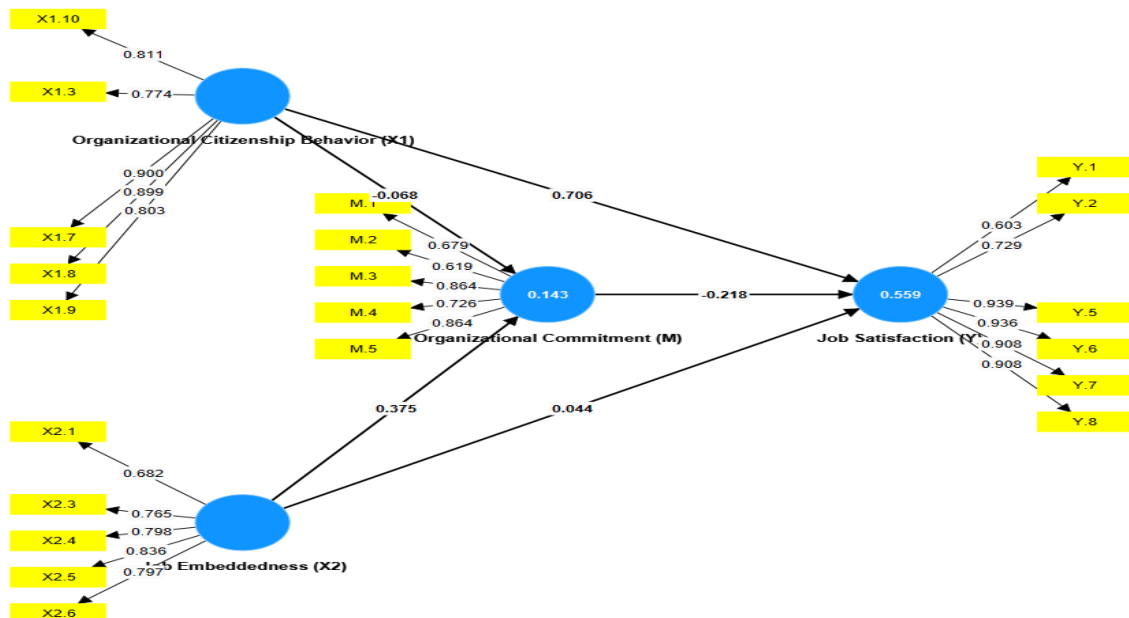 X1.10
0.811
X1.3
0.774
Organizational Citizenship Behavior (X1)
0.900
0.899
0.803
X1.7
X1.8
X1.9
-0.068
0.706
M.1
M.2
M.3
M.4
M.5
0.679
0.619
0.864
0.726
0.864
0.143
Organizational Commitment (M)
-0.218
0.559
Job Satisfaction (Y)
Y.1
Y.2
0.603
0.729
0.939
0.936
0.908
0.908
Y.5
Y.6
Y.7
Y.8
0.375
0.044
X2.1
0.682
X2.3
X2.4
X2.5
X2.6
0.765
0.798
0.836
0.797
Embeddedness (X2)